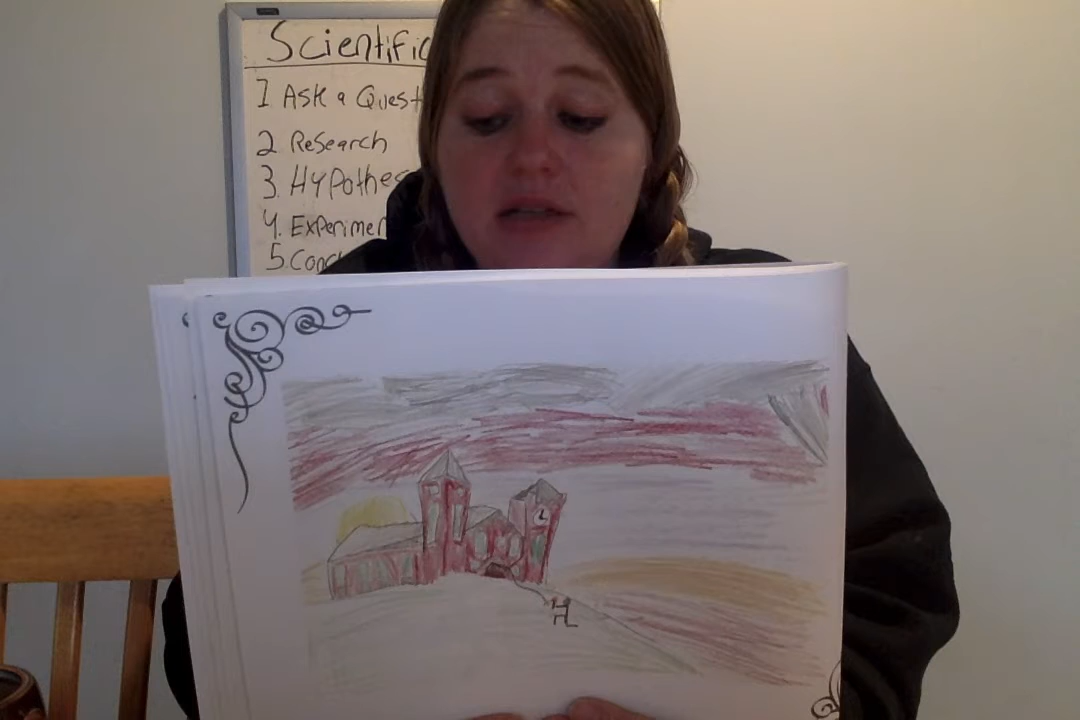 Scientific
1 Ask a Quest
2 Research
3. Hypothes
4. Experimen
5. Conc